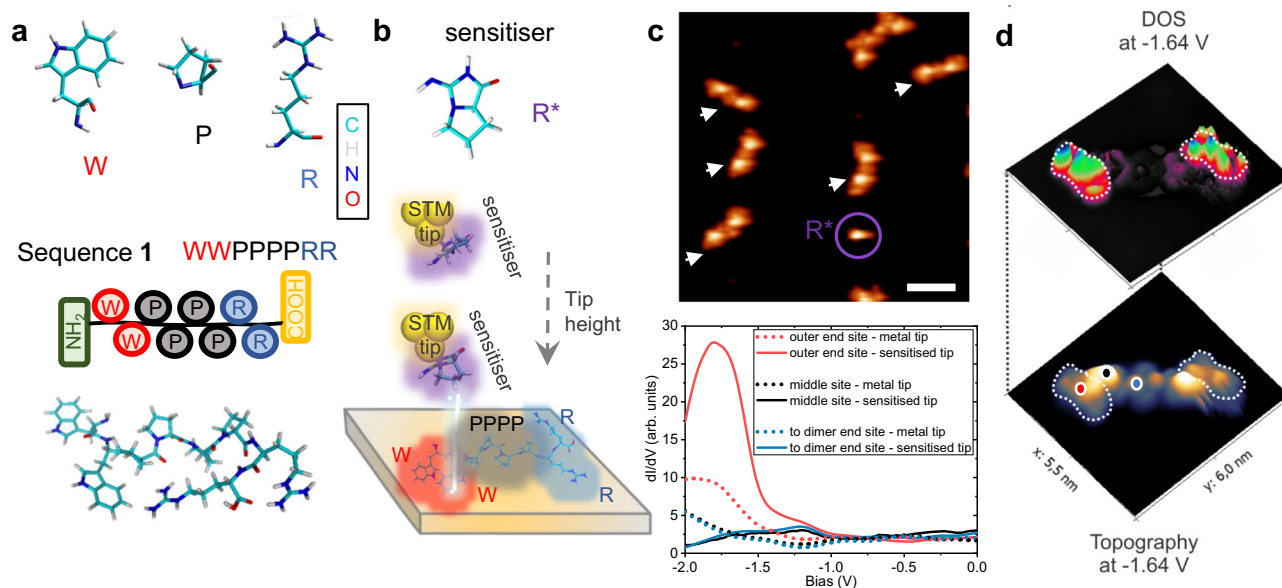 a
W
P
R
C
H
N
O
Sequence 1 WWPPPPRR
NH2
W
P
P
R
W
P
P
R
COOH
b
sensitiser
R*
STM
tip
sensitiser
Tip
height
STM
tip
sensitiser
PPPP
R
W
W
R
c
R*
30
25
20
15
10
5
0
dI/dV (arb. units)
outer end site - metal tip
outer end site - sensitised tip
middle site - metal tip
middle site - sensitised tip
to dimer end site - metal tip
to dimer end site - sensitised tip
-2.0
-1.5
-1.0
-0.5
0.0
Bias (V)
d
DOS
at -1.64 V
x: 5,5 nm
y: 6,0 nm
Topography
at -1.64 V